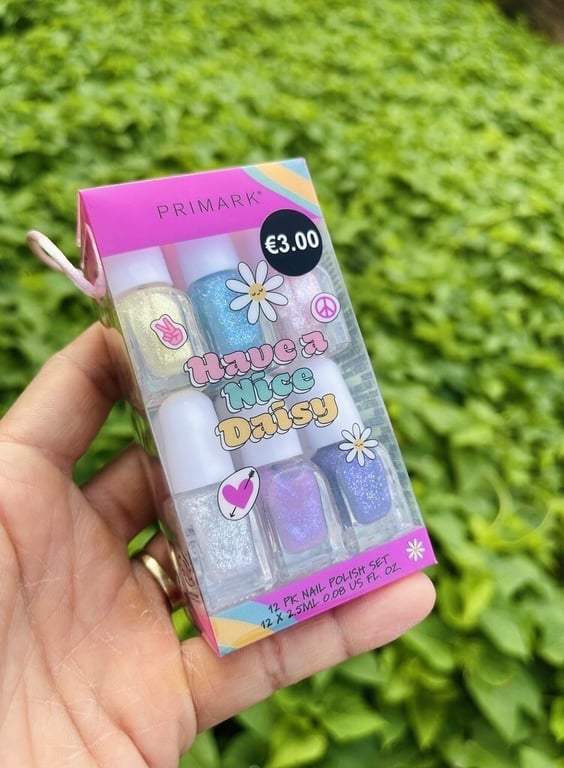 PRIMARK®
€3.00
Have a
Nice
Daisy
12 PK NAIL POLISH SET
12 X 2.5ML 0.08 US FL. OZ.